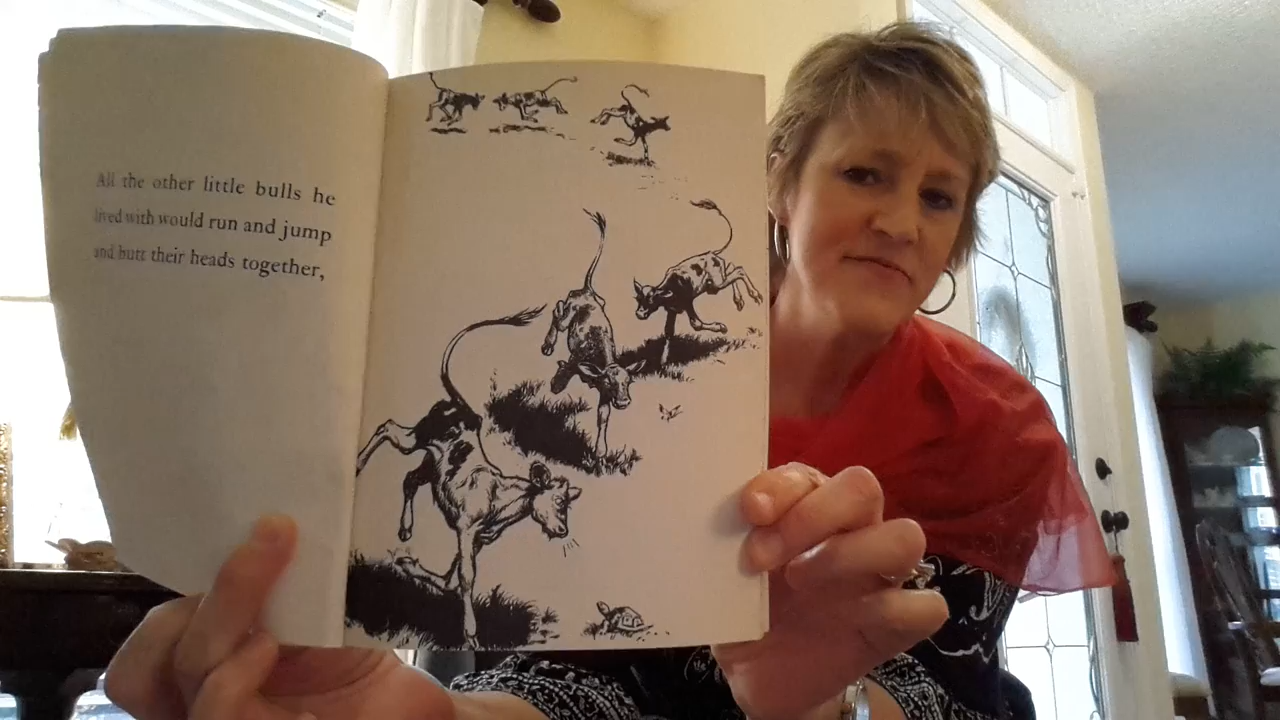 All the other little bulls he
lived with would run and jump
and butt their heads together,